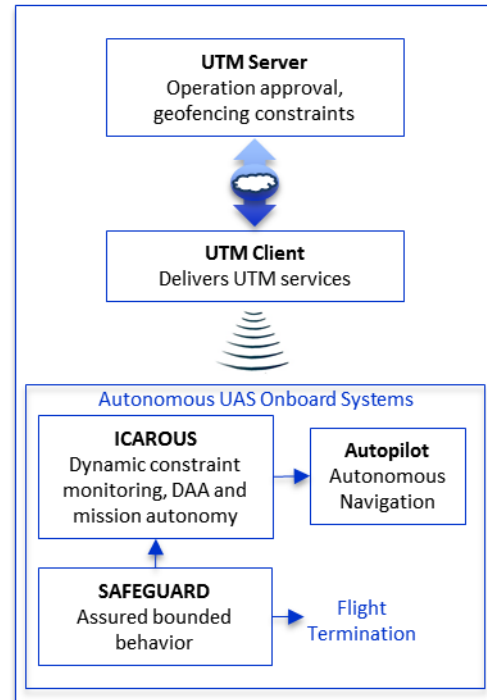 UTM Server
Operation approval,
geofencing constraints
UTM Client
Delivers UTM services
Autonomous UAS Onboard Systems
ICAROUS
Dynamic constraint
monitoring, DAA and
mission autonomy
Autopilot
Autonomous
Navigation
SAFEGUARD
Assured bounded
behavior
Flight
Termination